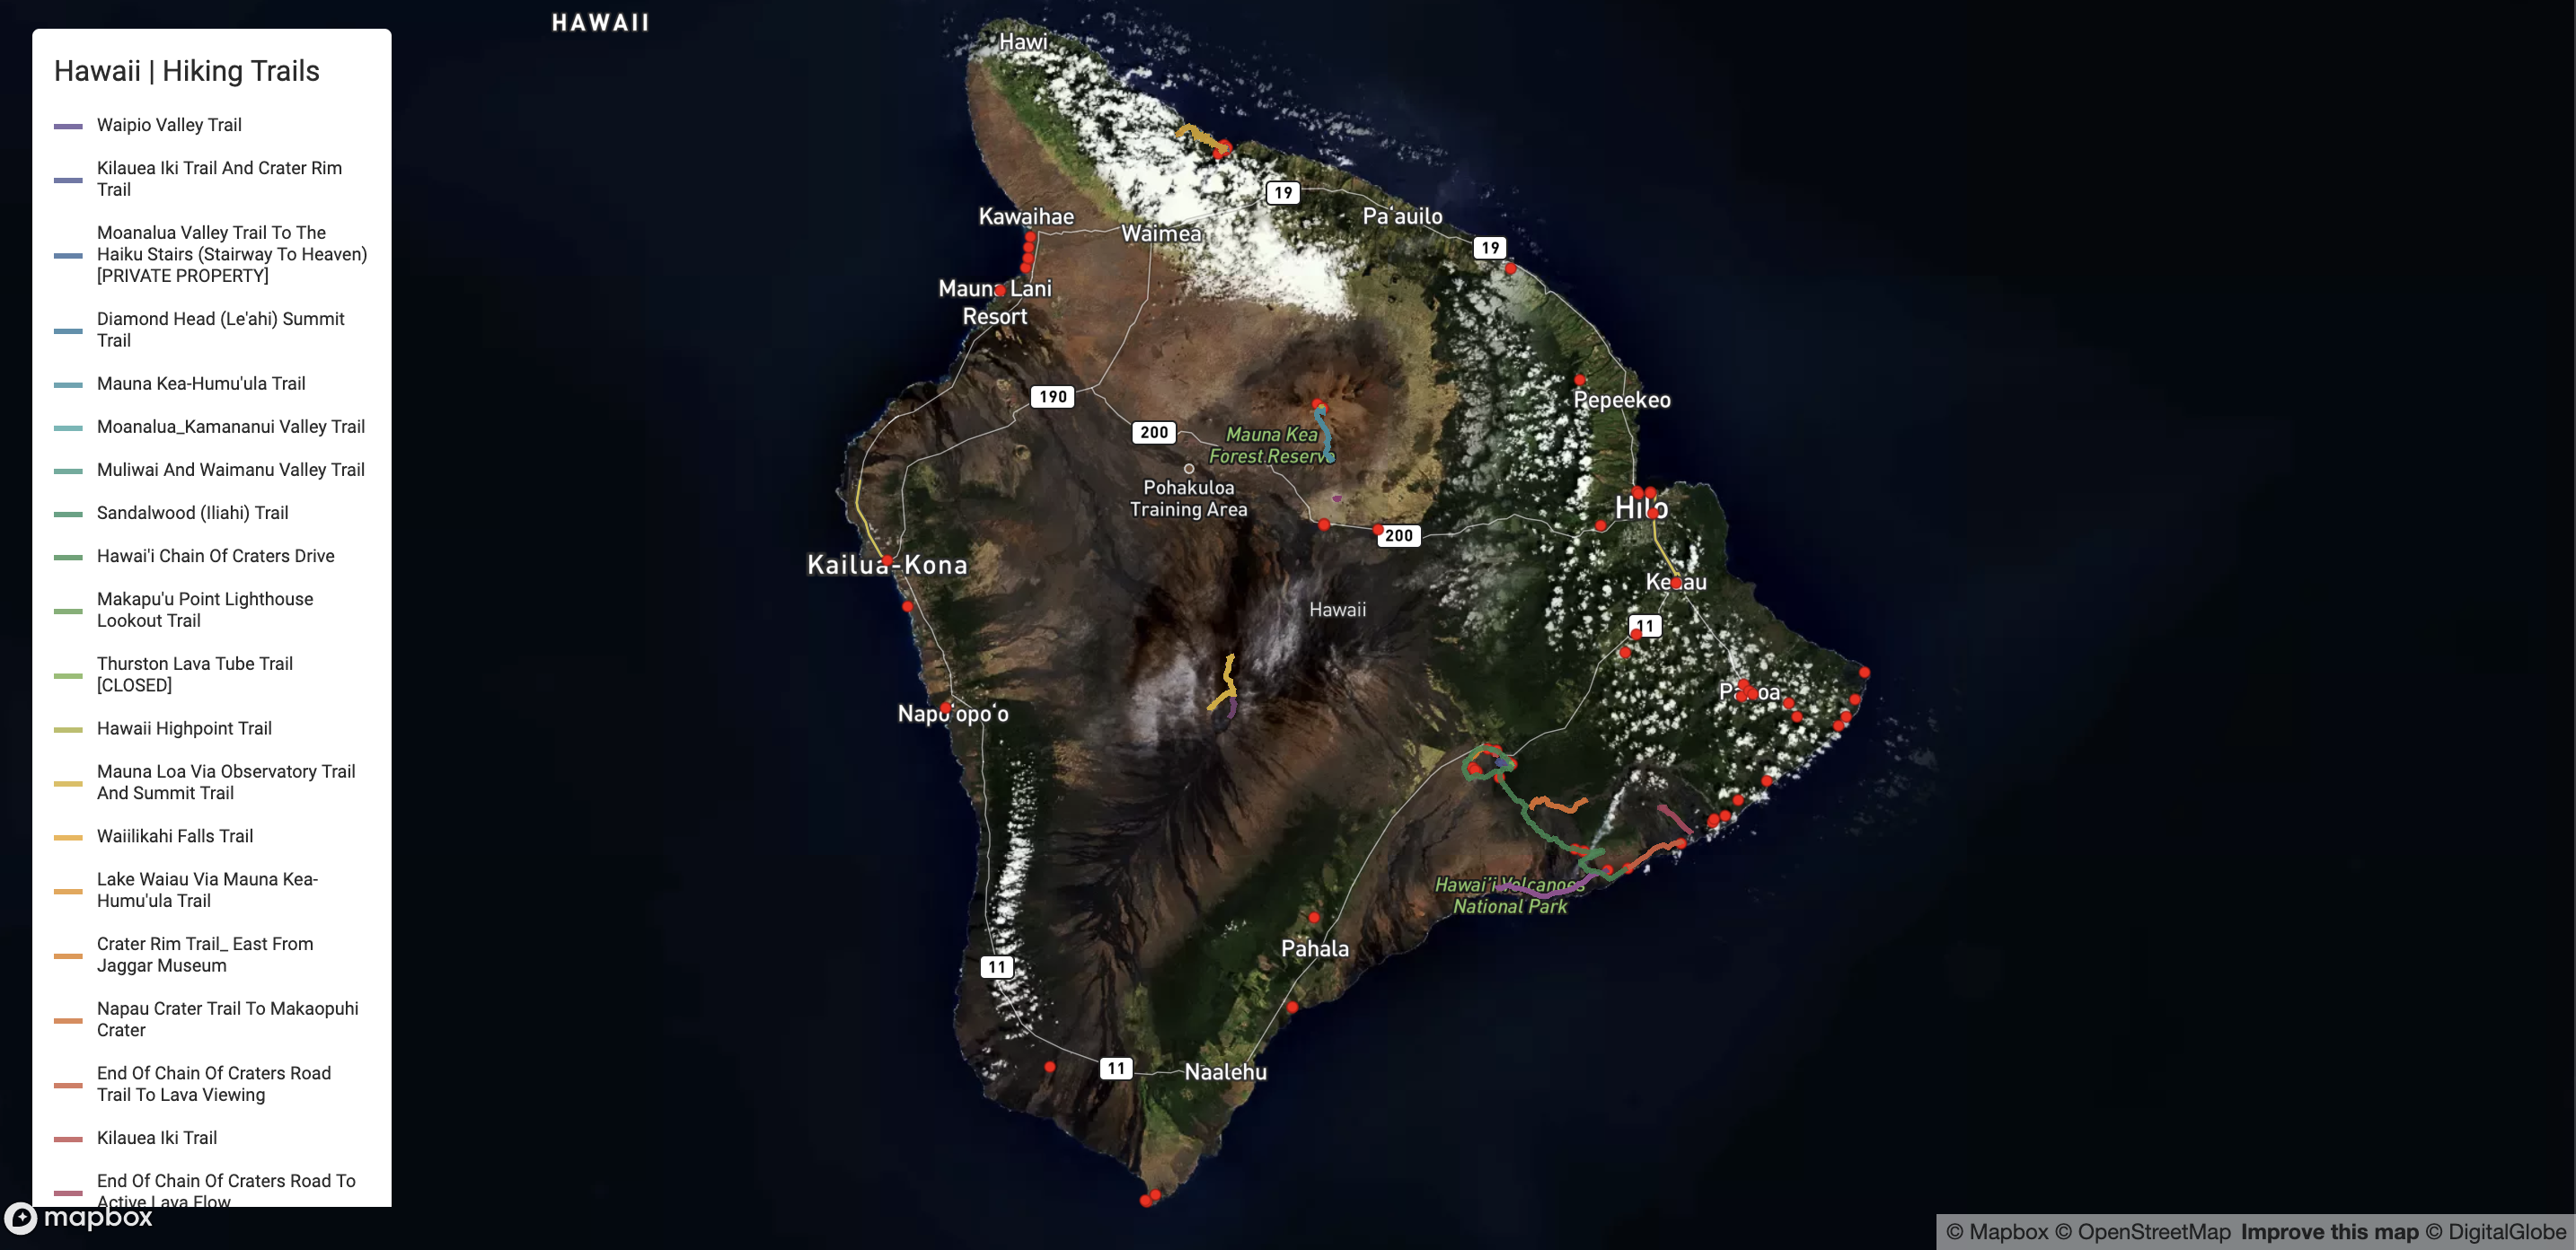 Hawaii | Hiking Trails
Waipio Valley Trail
Kilauea Iki Trail And Crater Rim
Trail
Moanalua Valley Trail To The
Haiku Stairs (Stairway To Heaven)
[PRIVATE PROPERTY]
Diamond Head (Le'ahi) Summit
Trail
Mauna Kea-Humu'ula Trail
Moanalua_Kamananui Valley Trail
Muliwai And Waimanu Valley Trail
Sandalwood (Iliahi) Trail
Hawai'i Chain Of Craters Drive
Makapu'u Point Lighthouse
Lookout Trail
Thurston Lava Tube Trail
[CLOSED]
Hawaii Highpoint Trail
Mauna Loa Via Observatory Trail
And Summit Trail
Waiilikahi Falls Trail
Lake Waiau Via Mauna Kea-
Humu'ula Trail
Crater Rim Trail_ East From
Jaggar Museum
Napau Crater Trail To Makaopuhi
Crater
End Of Chain Of Craters Road
Trail To Lava Viewing
Kilauea Iki Trail
End Of Chain Of Craters Road To
Active Lava Flow
mapbox
HAWAII
Hawi
19
Kawaihae
Waimea
Paʻauilo
19
Mauna Lani
Resort
190
Pepeekeo
200
Mauna Kea
Forest Reserve
Pohakuloa
Training Area
Hilo
200
Kailua-Kona
Keaau
Hawaii
11
Pahoa
Napoʻopoʻo
Hawaiʻi Volcanoes
National Park
Pahala
11
11
Naalehu
© Mapbox © OpenStreetMap Improve this map © DigitalGlobe